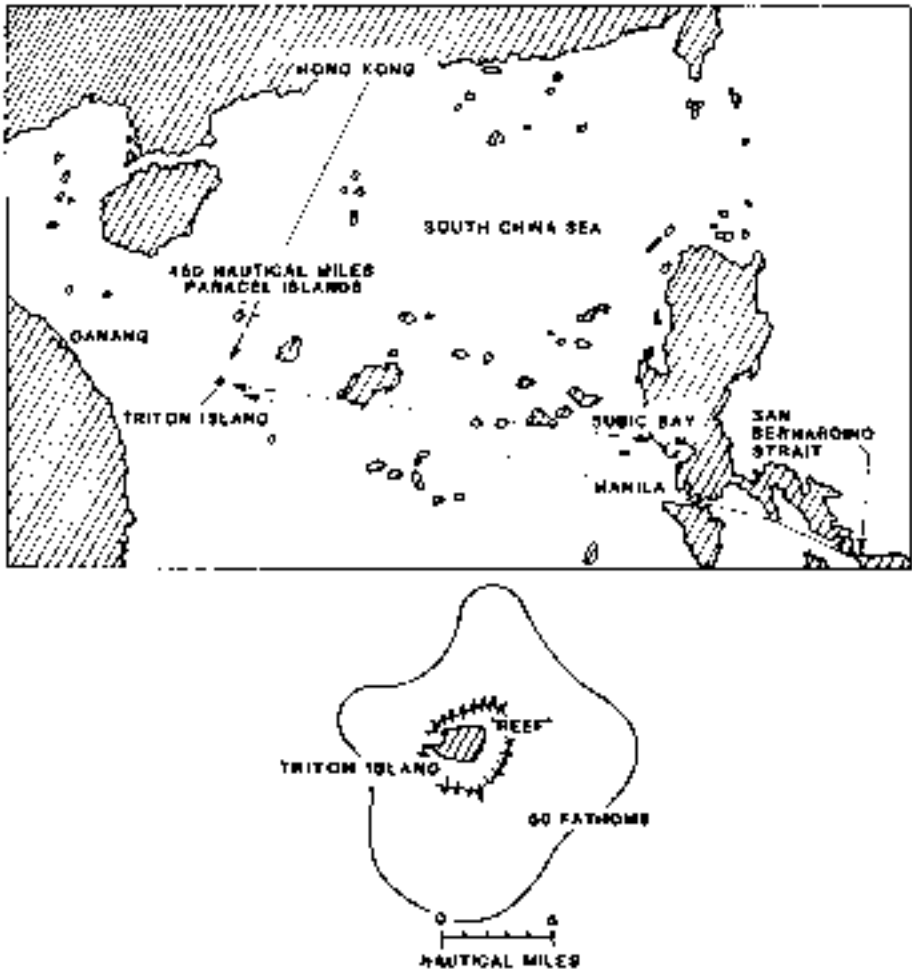 HONG KONG
SOUTH CHINA SEA
450 NAUTICAL MILES
PARACEL ISLANDS
DANANG
TRITON ISLAND
SUBIC BAY
SAN
BERNARDINO
STRAIT
MANILA
REEF
TRITON ISLAND
50 FATHOMS
0
NAUTICAL MILES